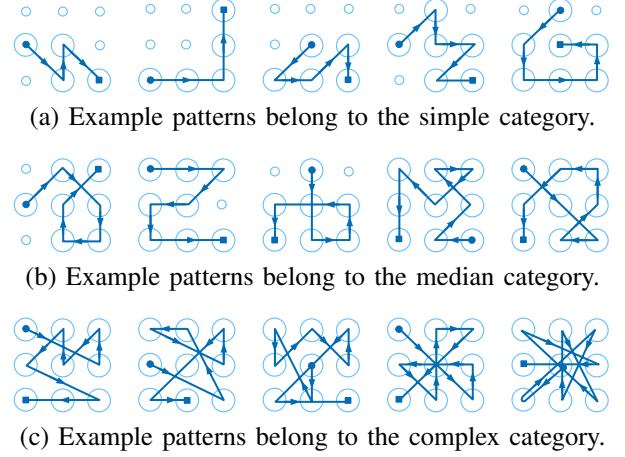 (a) Example patterns belong to the simple category.
(b) Example patterns belong to the median category.
(c) Example patterns belong to the complex category.